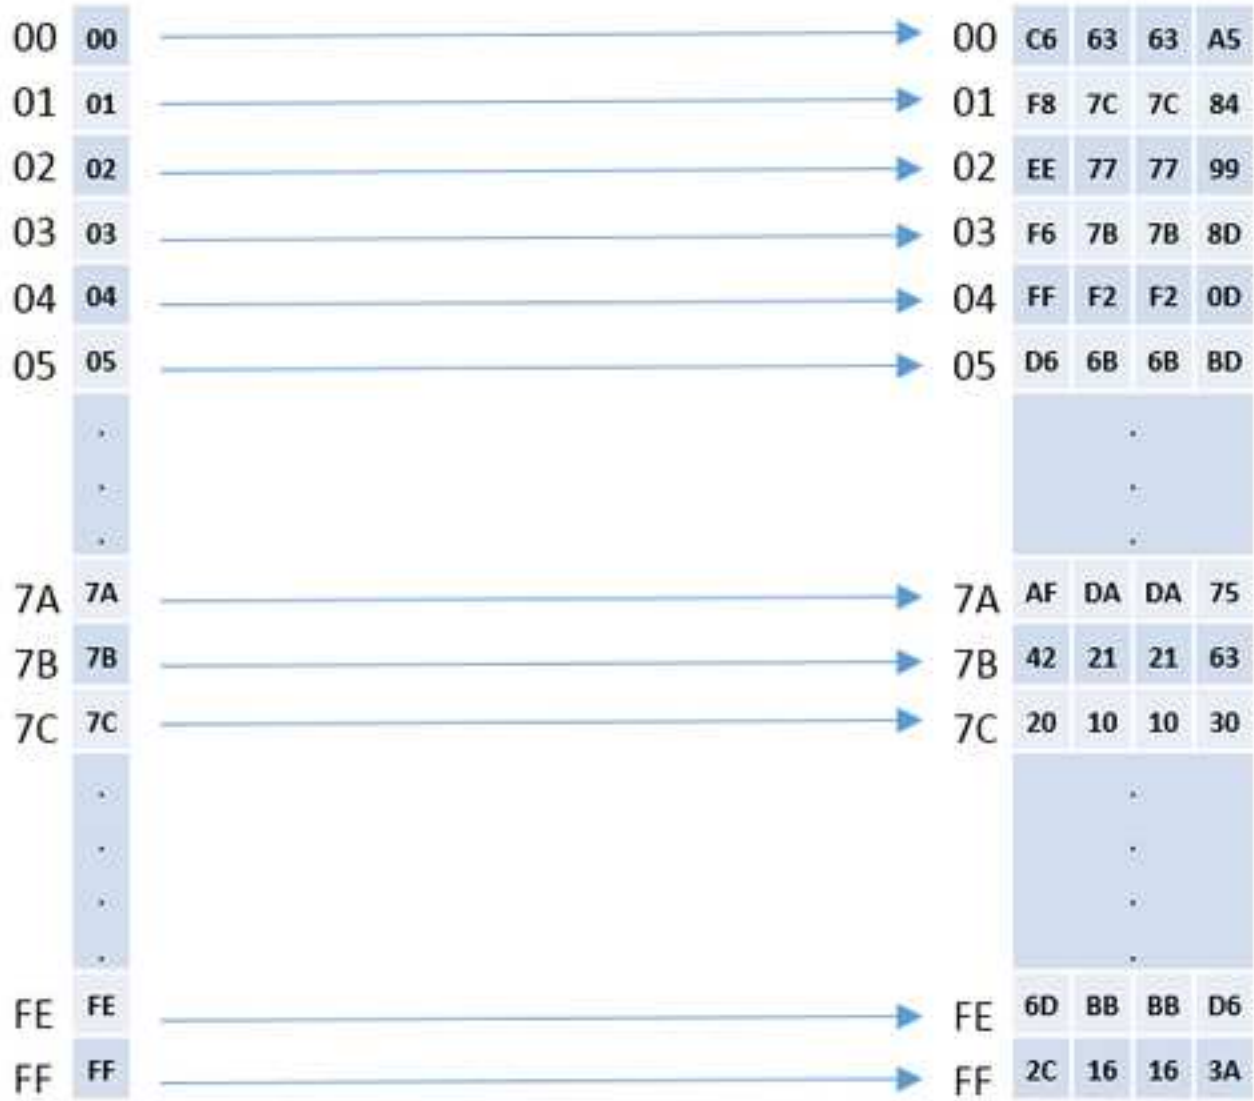 00 00 00 C6 63 63 A5
01 01 01 F8 7C 7C 84
02 02 02 EE 77 77 99
03 03 03 F6 7B 7B 8D
04 04 04 FF F2 F2 0D
05 05 05 D6 6B 6B BD
. .
. .
. .
7A 7A 7A AF DA DA 75
7B 7B 7B 42 21 21 63
7C 7C 7C 20 10 10 30
. .
. .
. .
. .
FE FE FE 6D BB BB D6
FF FF FF 2C 16 16 3A